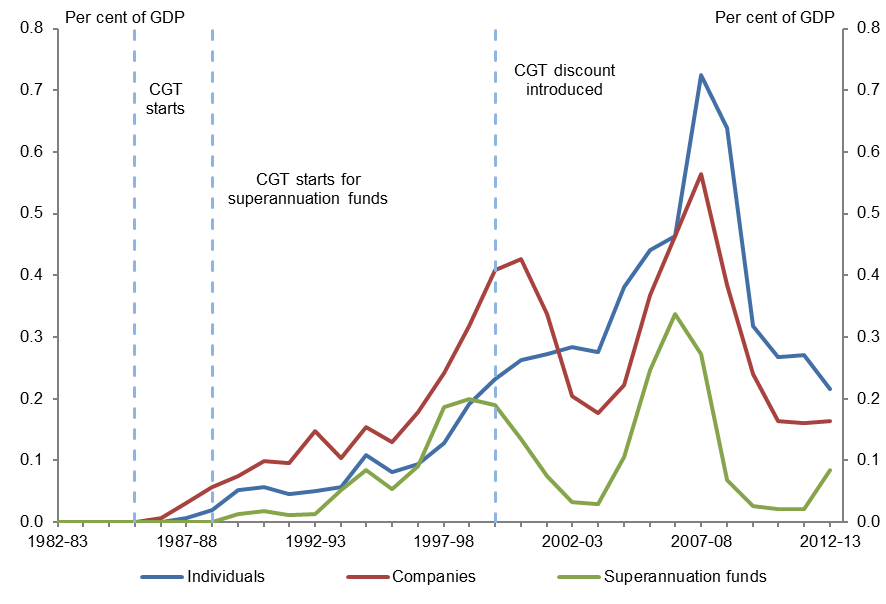 Per cent of GDP
Per cent of GDP
0.8
0.8
0.7
0.7
0.6
0.6
0.5
0.5
0.4
0.4
0.3
0.3
0.2
0.2
0.1
0.1
0.0
0.0
CGT
starts
CGT starts for
superannuation funds
CGT discount
introduced
1982-83
1987-88
1992-93
1997-98
2002-03
2007-08
2012-13
Individuals
Companies
Superannuation funds